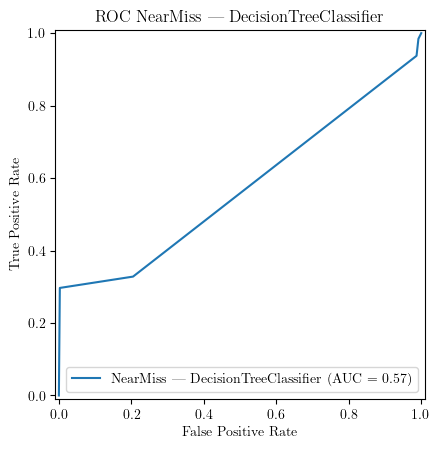 ROC NearMiss — DecisionTreeClassifier
1.0
0.8
0.6
0.4
0.2
0.0
True Positive Rate
NearMiss — DecisionTreeClassifier (AUC = 0.57)
0.0 0.2 0.4 0.6 0.8 1.0
False Positive Rate